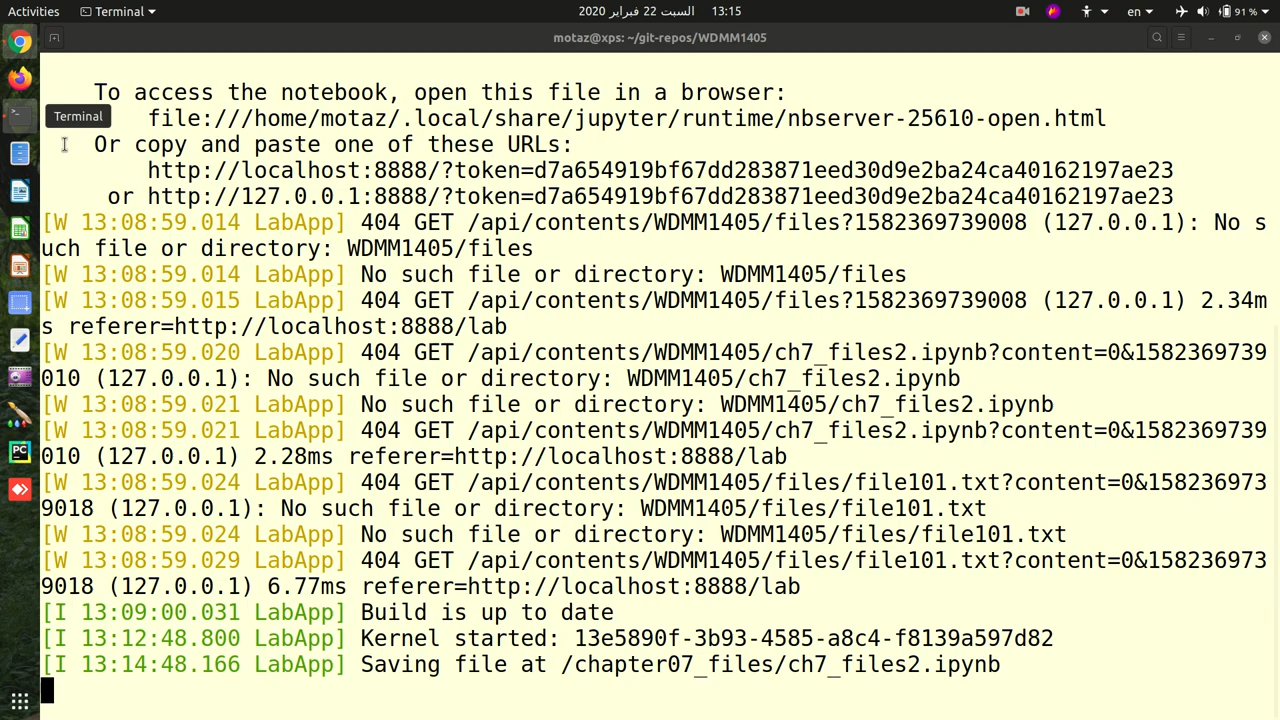 Activities
Terminal
السبت 22 فبراير 2020
13:15
en
91 %
motaz@xps: ~/git-repos/WDMM1405
To access the notebook, open this file in a browser:
Terminal
file:///home/motaz/.local/share/jupyter/runtime/nbserver-25610-open.html
Or copy and paste one of these URLs:
http://localhost:8888/?token=d7a654919bf67dd283871eed30d9e2ba24ca40162197ae23
or http://127.0.0.1:8888/?token=d7a654919bf67dd283871eed30d9e2ba24ca40162197ae23
[W 13:08:59.014 LabApp] 404 GET /api/contents/WDMM1405/files?1582369739008 (127.0.0.1): No s
uch file or directory: WDMM1405/files
[W 13:08:59.014 LabApp] No such file or directory: WDMM1405/files
[W 13:08:59.015 LabApp] 404 GET /api/contents/WDMM1405/files?1582369739008 (127.0.0.1) 2.34m
s referer=http://localhost:8888/lab
[W 13:08:59.020 LabApp] 404 GET /api/contents/WDMM1405/ch7_files2.ipynb?content=0&1582369739
010 (127.0.0.1): No such file or directory: WDMM1405/ch7_files2.ipynb
[W 13:08:59.021 LabApp] No such file or directory: WDMM1405/ch7_files2.ipynb
[W 13:08:59.021 LabApp] 404 GET /api/contents/WDMM1405/ch7_files2.ipynb?content=0&1582369739
010 (127.0.0.1) 2.28ms referer=http://localhost:8888/lab
[W 13:08:59.024 LabApp] 404 GET /api/contents/WDMM1405/files/file101.txt?content=0&158236973
9018 (127.0.0.1): No such file or directory: WDMM1405/files/file101.txt
[W 13:08:59.024 LabApp] No such file or directory: WDMM1405/files/file101.txt
[W 13:08:59.029 LabApp] 404 GET /api/contents/WDMM1405/files/file101.txt?content=0&158236973
9018 (127.0.0.1) 6.77ms referer=http://localhost:8888/lab
[I 13:09:00.031 LabApp] Build is up to date
[I 13:12:48.800 LabApp] Kernel started: 13e5890f-3b93-4585-a8c4-f8139a597d82
[I 13:14:48.166 LabApp] Saving file at /chapter07_files/ch7_files2.ipynb
PC